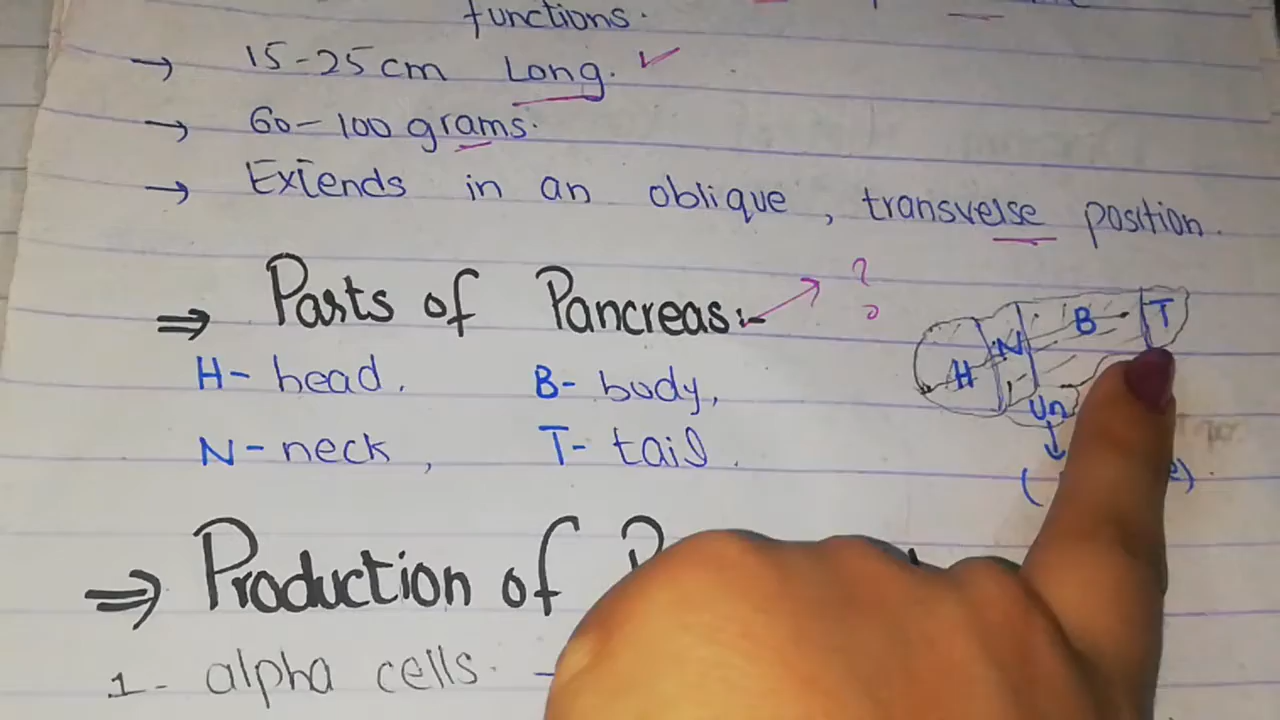 functions.
→ 15-25 cm Long. ✓
→ 60-100 grams.
→ Extends in an oblique, transverse position.
⇒ Parts of Pancreas:- → ?
H- head, B- body,
N- neck, T- tail.
H N B T
Un
⇒ Production of
1- alpha cells.